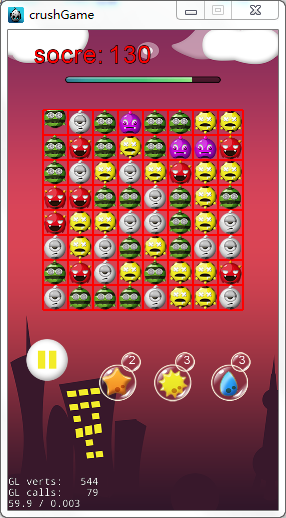 crushGame
socre: 130
2
3
3
GL verts: 544
GL calls: 79
59.9 / 0.003